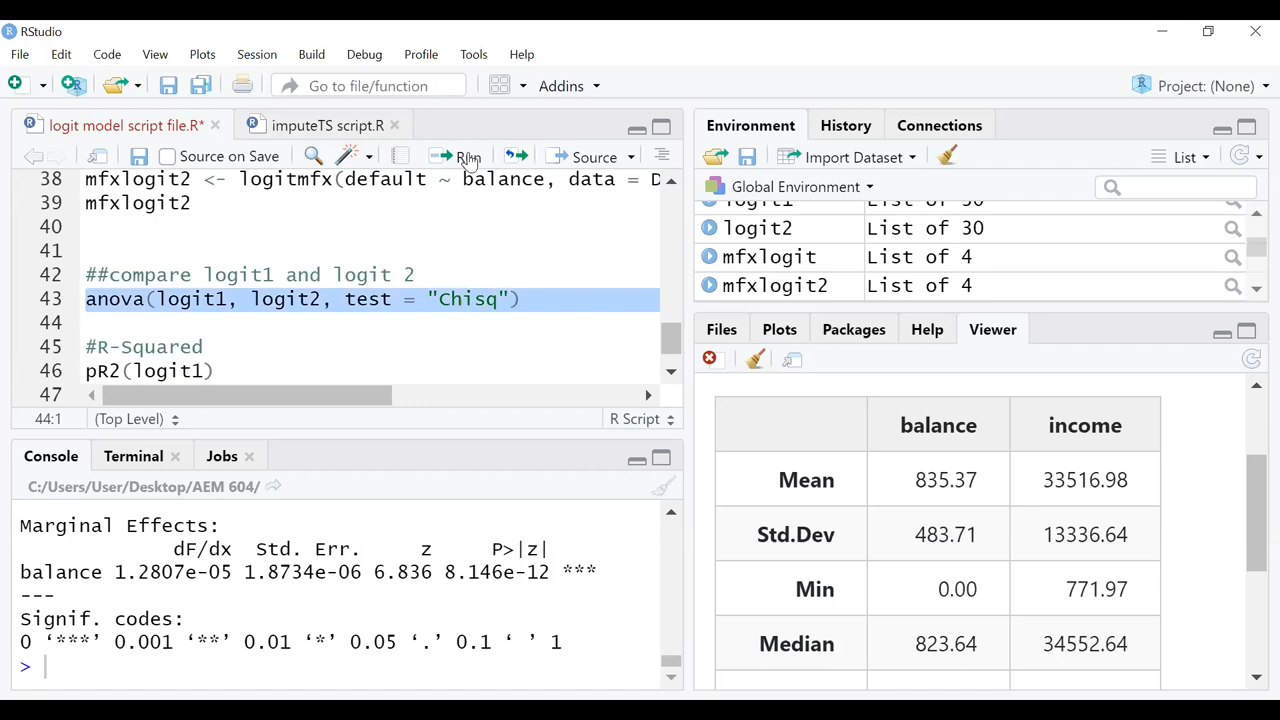 RStudio
File Edit Code View Plots Session Build Debug Profile Tools Help
Go to file/function Addins Project: (None)
logit model script file.R* imputeTS script.R
Source on Save Run Source
38 mfxlogit2 <- logitmfx(default ~ balance, data = D
39 mfxlogit2
40
41
42 ##compare logit1 and logit 2
43 anova(logit1, logit2, test = "Chisq")
44
45 #R-Squared
46 pR2(logit1)
47
44:1 (Top Level) R Script
Console Terminal Jobs
C:/Users/User/Desktop/AEM 604/
Marginal Effects:
dF/dx Std. Err. z P>|z|
balance 1.2807e-05 1.8734e-06 6.836 8.146e-12 ***
---
Signif. codes:
0 ‘***’ 0.001 ‘**’ 0.01 ‘*’ 0.05 ‘.’ 0.1 ‘ ’ 1
>
Environment History Connections
Import Dataset List
Global Environment
logit1 List of 30
logit2 List of 30
mfxlogit List of 4
mfxlogit2 List of 4
Files Plots Packages Help Viewer
balance income
Mean 835.37 33516.98
Std.Dev 483.71 13336.64
Min 0.00 771.97
Median 823.64 34552.64